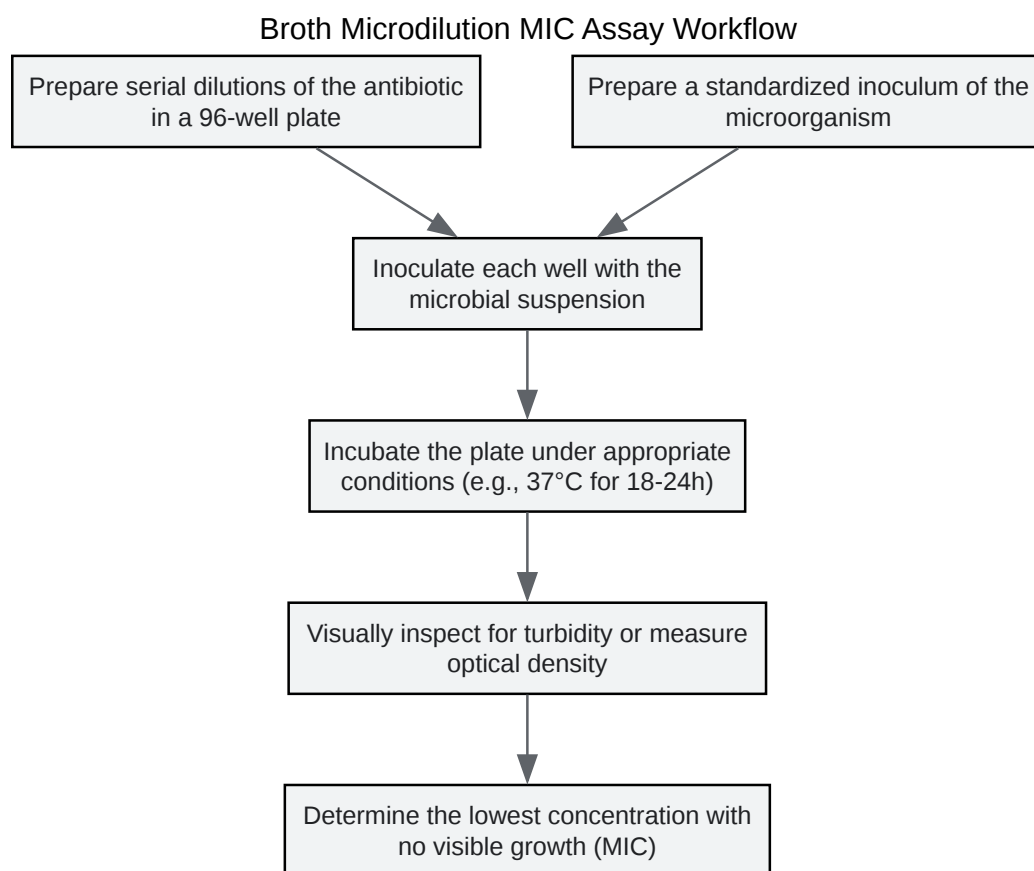 Broth Microdilution MIC Assay Workflow
Prepare serial dilutions of the antibiotic
in a 96-well plate
Prepare a standardized inoculum of the
microorganism
Inoculate each well with the
microbial suspension
Incubate the plate under appropriate
conditions (e.g., 37°C for 18-24h)
Visually inspect for turbidity or measure
optical density
Determine the lowest concentration with
no visible growth (MIC)